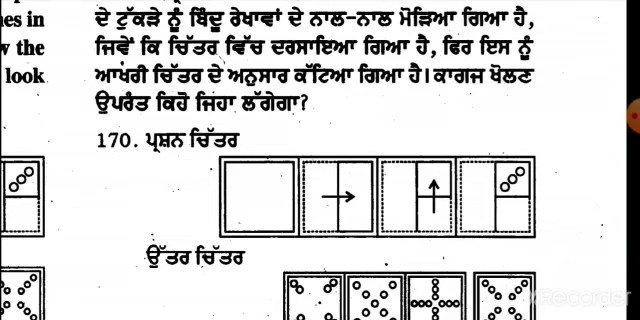 es in
ਦੇ ਟੁੱਕੜੇ ਨੂੰ ਬਿੰਦੂ ਰੇਖਾਵਾਂ ਦੇ ਨਾਲ-ਨਾਲ ਮੋੜਿਆ ਗਿਆ ਹੈ,
w the
ਜਿਵੇਂ ਕਿ ਚਿੱਤਰ ਵਿੱਚ ਦਰਸਾਇਆ ਗਿਆ ਹੈ, ਫਿਰ ਇਸ ਨੂੰ
look
ਆਖਰੀ ਚਿੱਤਰ ਦੇ ਅਨੁਸਾਰ ਕੱਟਿਆ ਗਿਆ ਹੈ। ਕਾਗਜ ਖੋਲਣ
ਉਪਰੰਤ ਕਿਹੋ ਜਿਹਾ ਲੱਗੇਗਾ?
170. ਪ੍ਰਸ਼ਨ ਚਿੱਤਰ
ਉੱਤਰ ਚਿੱਤਰ
Recorder